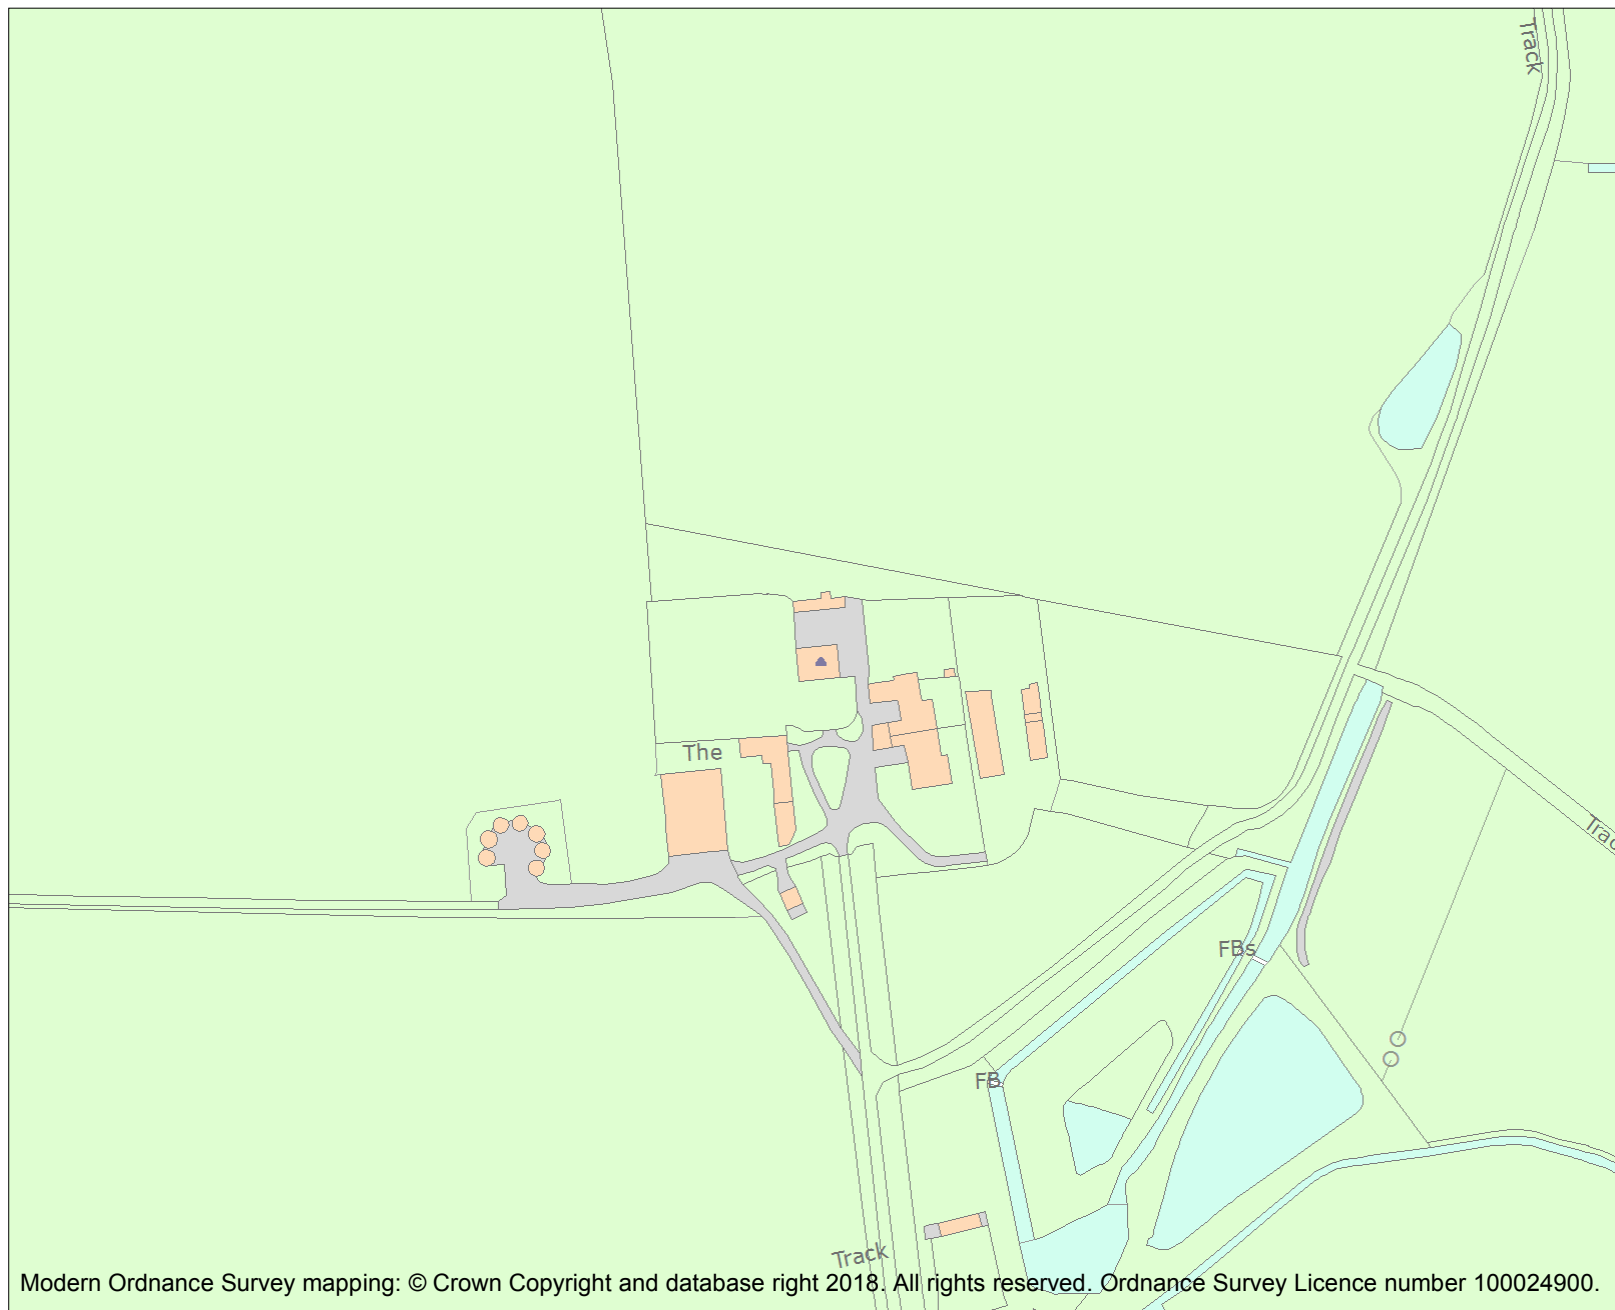 Track
The
Trac
FBs
FB
Track
Modern Ordnance Survey mapping: © Crown Copyright and database right 2018. All rights reserved. Ordnance Survey Licence number 100024900.